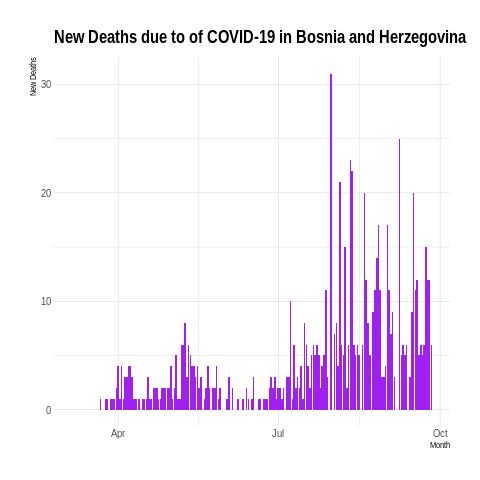 New Deaths due to of COVID-19 in Bosnia and Herzegovina
New Deaths
30
20
10
0
Apr
Jul
Oct
Month